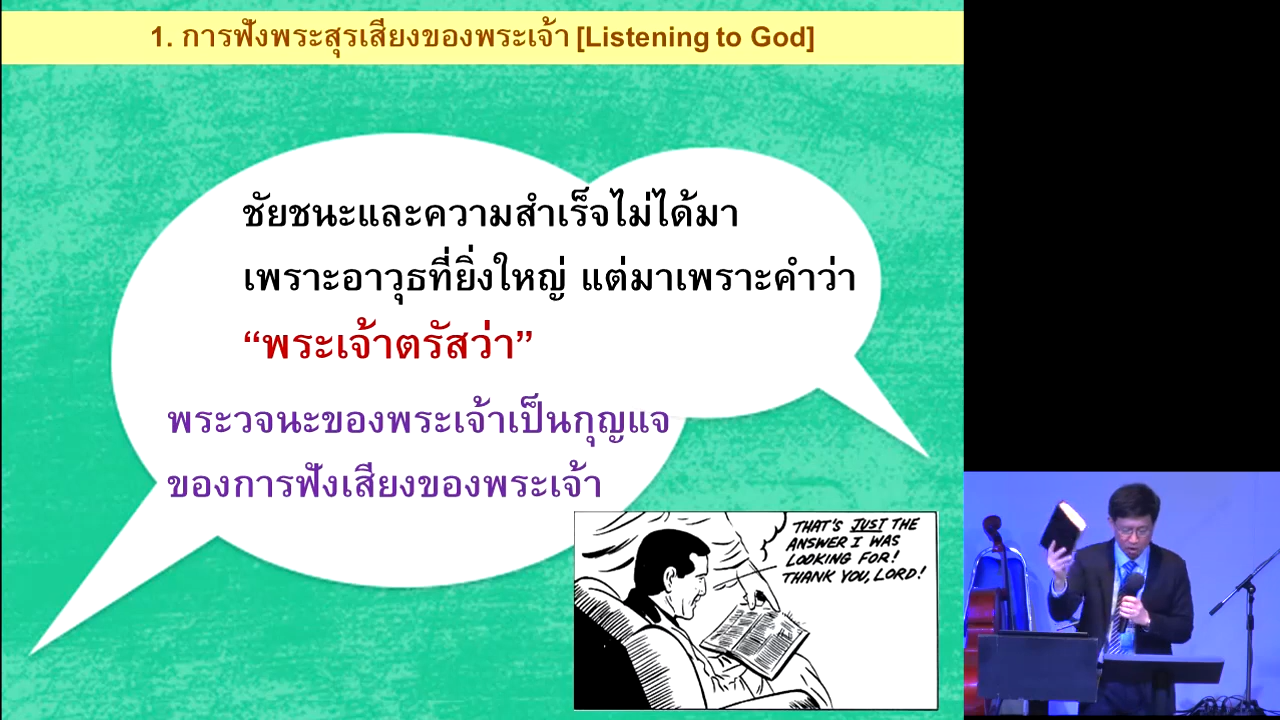 1. การฟังพระสุรเสียงของพระเจ้า [Listening to God]
ชัยชนะและความสำเร็จไม่ได้มา
เพราะอาวุธที่ยิ่งใหญ่ แต่มาเพราะคำว่า
“พระเจ้าตรัสว่า”
พระวจนะของพระเจ้าเป็นกุญแจ
ของการฟังเสียงของพระเจ้า
THAT'S JUST THE
ANSWER I WAS
LOOKING FOR!
THANK YOU, LORD!